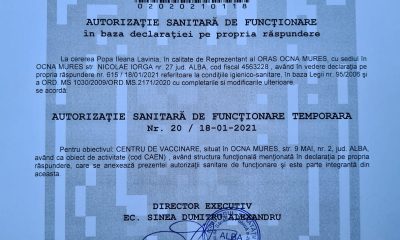 02020210118
AUTORIZAȚIE SANITARĂ DE FUNCȚIONARE
în baza declarației pe propria răspundere
La cererea Popa Ileana Lavinia, în calitate de Reprezentant al ORAS OCNA MURES, cu sediul în
OCNA MURES str. NICOLAE IORGA nr. 27 jud. ALBA, cod fiscal 4563228 , având în vedere declarația pe
propria răspundere nr. 615 / 18/01/2021 referitoare la condițiile igienico-sanitare, în baza Legii nr. 95/2006 și
a ORD. MS 1030/2009/ORD.MS.2171/2020 cu completarile si modificarile ulterioare.
se acordă:
AUTORIZAȚIE SANITARĂ DE FUNCȚIONARE TEMPORARA
Nr. 20 / 18-01-2021
Pentru obiectivul: CENTRU DE VACCINARE, situat în OCNA MURES, str. 9 MAI, nr. 2, jud. ALBA,
având ca obiect de activitate (cod CAEN) , având structura funcțională menționată în declarația pe propria
răspundere, care se anexează prezentei autorizații sanitare de funcționare și este parte integrantă din
aceasta.
DIRECTOR EXECUTIV
EC. SINEA DUMITRU ALEXANDRU
ALBA